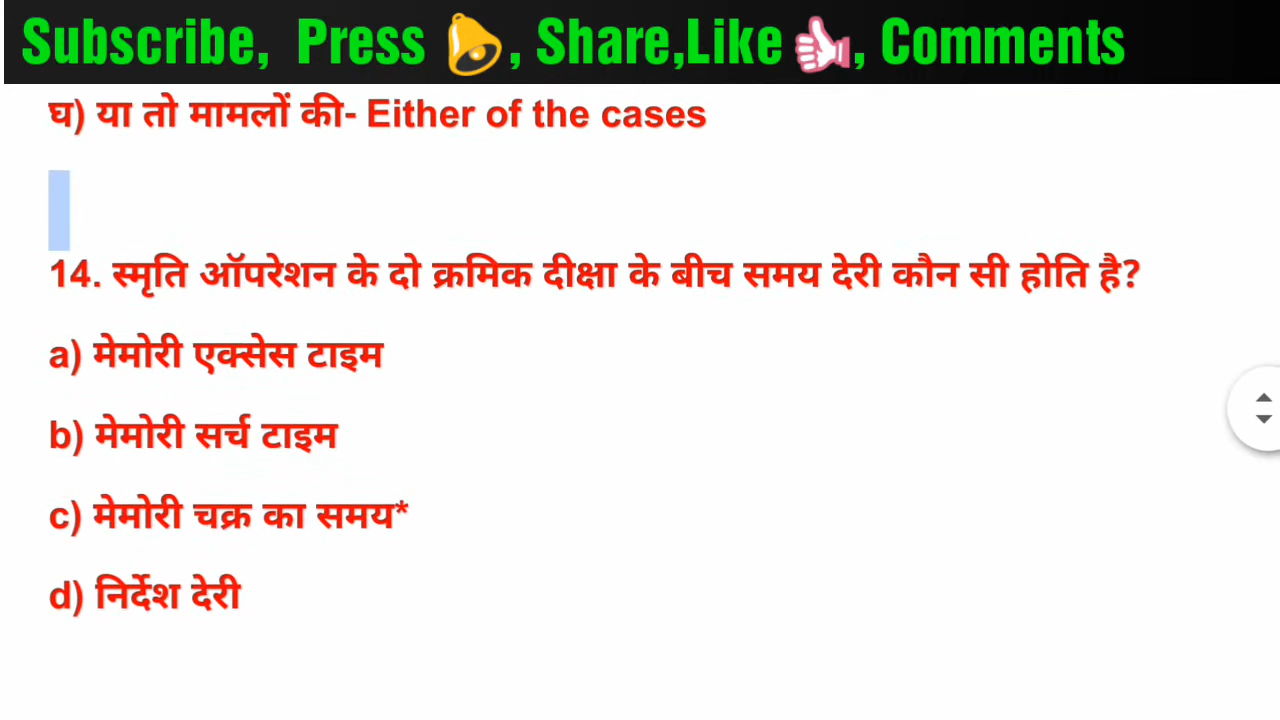 Subscribe, Press 🔔, Share,Like 👍, Comments
घ) या तो मामलों की- Either of the cases
14. स्मृति ऑपरेशन के दो क्रमिक दीक्षा के बीच समय देरी कौन सी होति है?
a) मेमोरी एक्सेस टाइम
b) मेमोरी सर्च टाइम
c) मेमोरी चक्र का समय*
d) निर्देश देरी